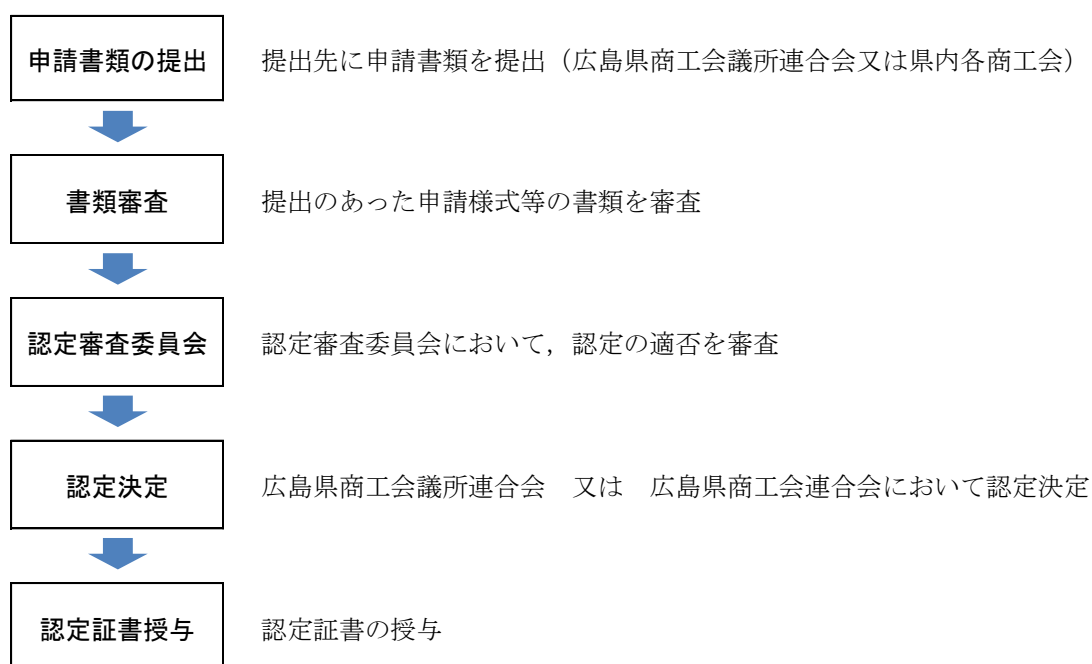 申請書類の提出
提出先に申請書類を提出（広島県商工会議所連合会又は県内各商工会）
書類審査
提出のあった申請様式等の書類を審査
認定審査委員会
認定審査委員会において，認定の適否を審査
認定決定
広島県商工会議所連合会　又は　広島県商工会連合会において認定決定
認定証書授与
認定証書の授与